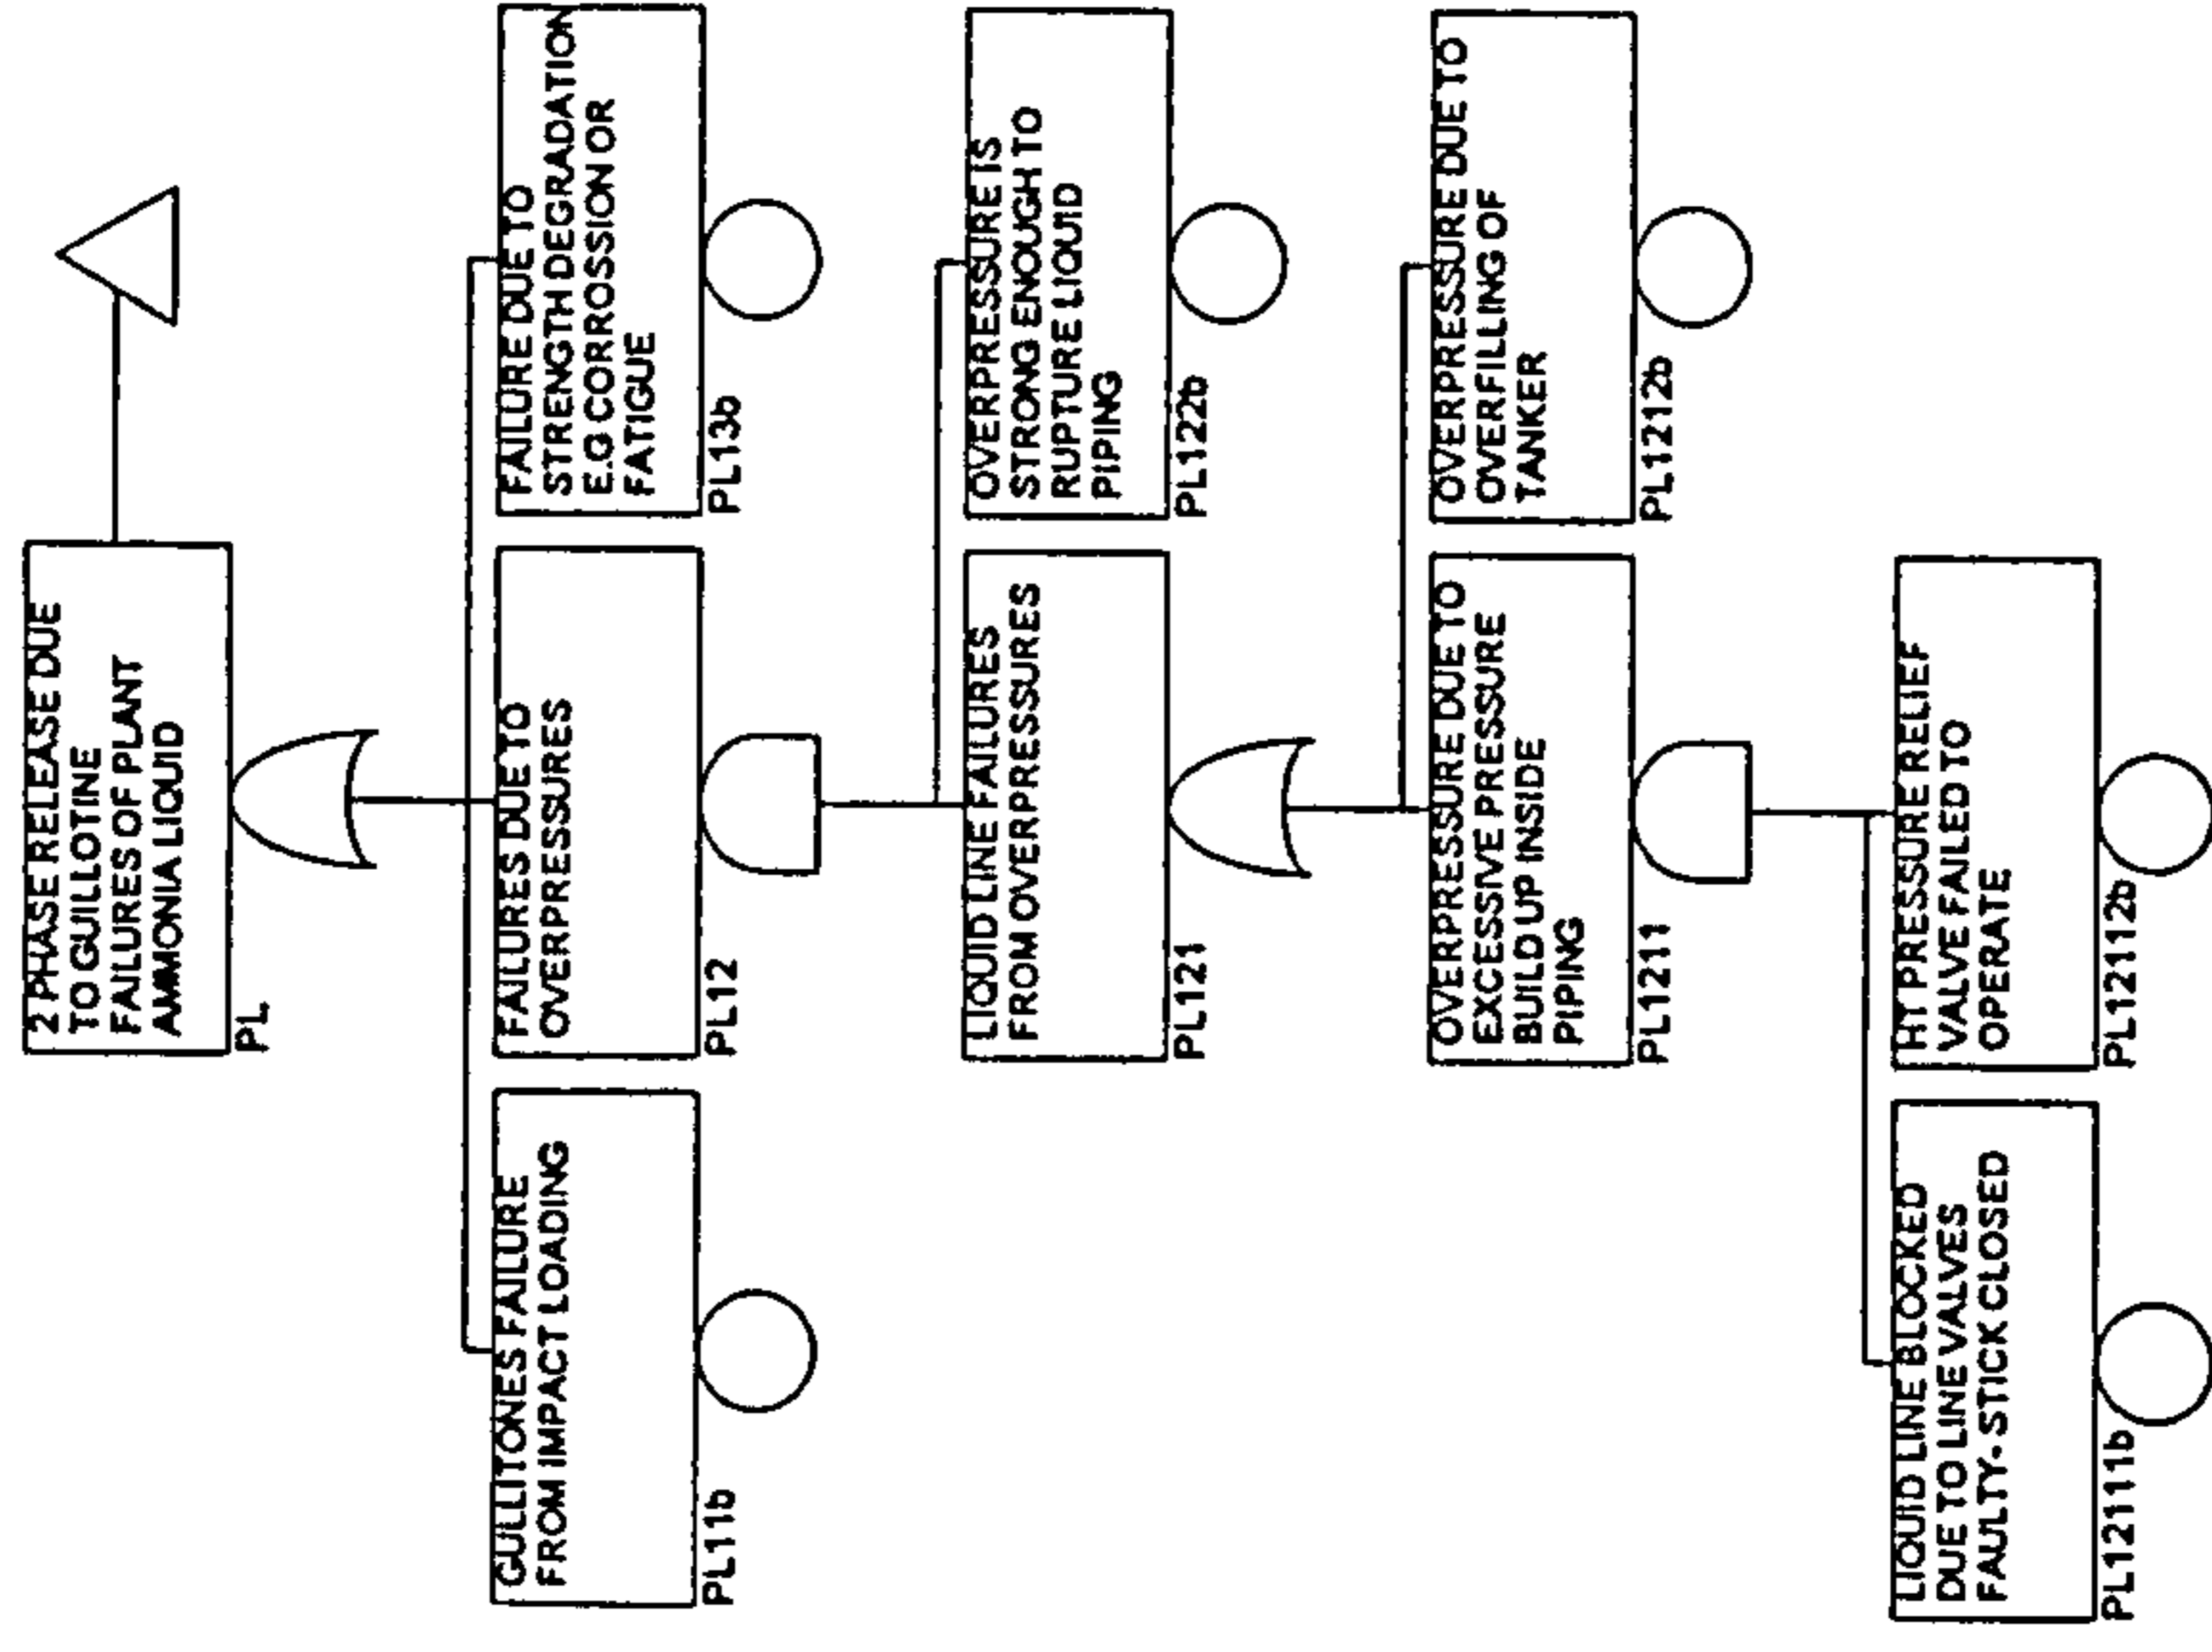 2 PHASE RELEASE DUE
TO GUILLOTINE
FAILURES OF PLANT
AMMONIA LIQUID
PL
GULLITONES FAILURE
FROM IMPACT LOADING
PL11b
FAILURES DUE TO
OVERPRESSURES
PL12
FAILURE DUE TO
STRENGTH DEGRADATION
E.G CORROSSION OR
FATIGUE
PL13b
LIQUID LINE FAILURES
FROM OVERPRESSURES
PL121
OVERPRESSURE IS
STRONG ENOUGH TO
RUPTURE LIQUID
PIPING
PL122b
OVERPRESSURE DUE TO
EXCESSIVE PRESSURE
BUILD UP INSIDE
PIPING
PL1211
OVERPRESSURE DUE TO
OVERFILLING OF
TANKER
PL1212b
LIQUID LINE BLOCKED
DUE TO LINE VALVES
FAULTY-STICK CLOSED
PL12111b
HY PRESSURE RELIEF
VALVE FAILED TO
OPERATE
PL12112b